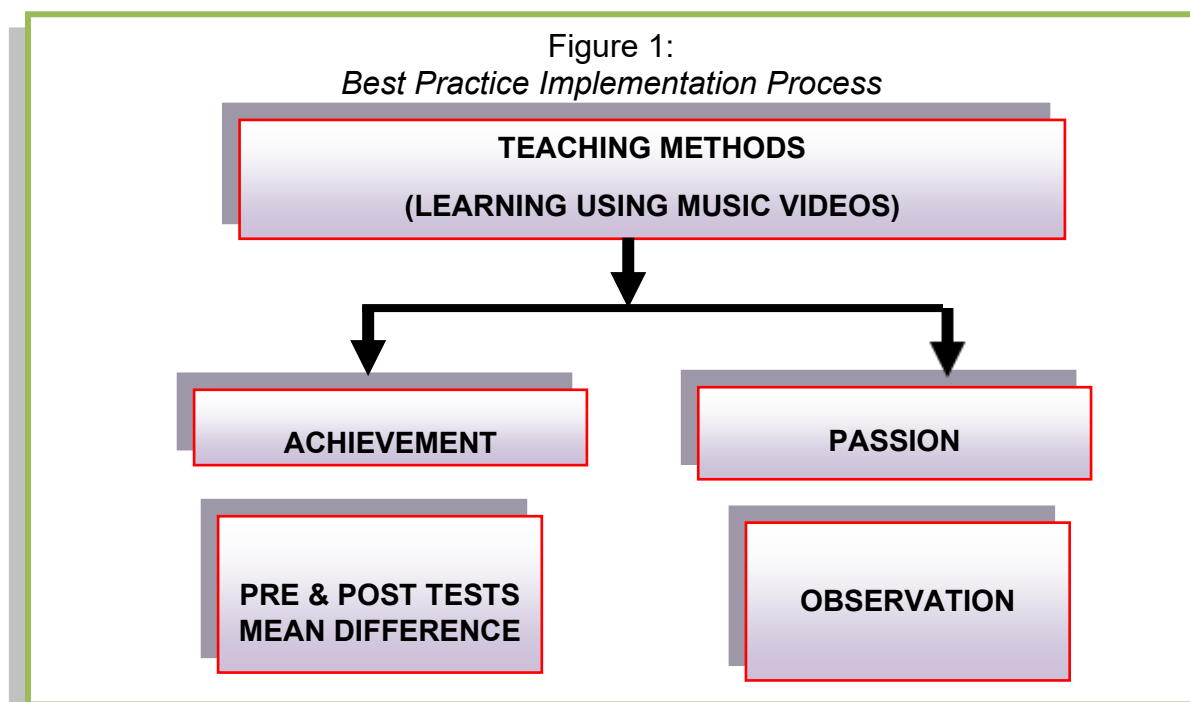 Figure 1:
Best Practice Implementation Process
TEACHING METHODS
(LEARNING USING MUSIC VIDEOS)
ACHIEVEMENT
PASSION
PRE & POST TESTS
MEAN DIFFERENCE
OBSERVATION